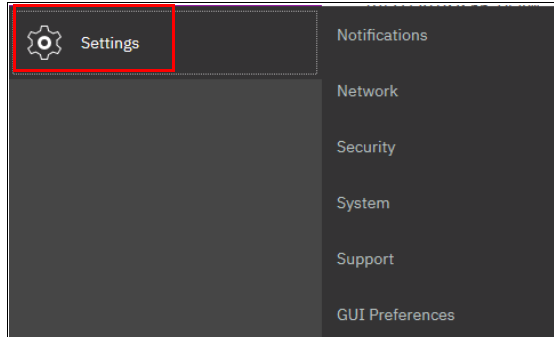 Settings
Notifications
Network
Security
System
Support
GUI Preferences